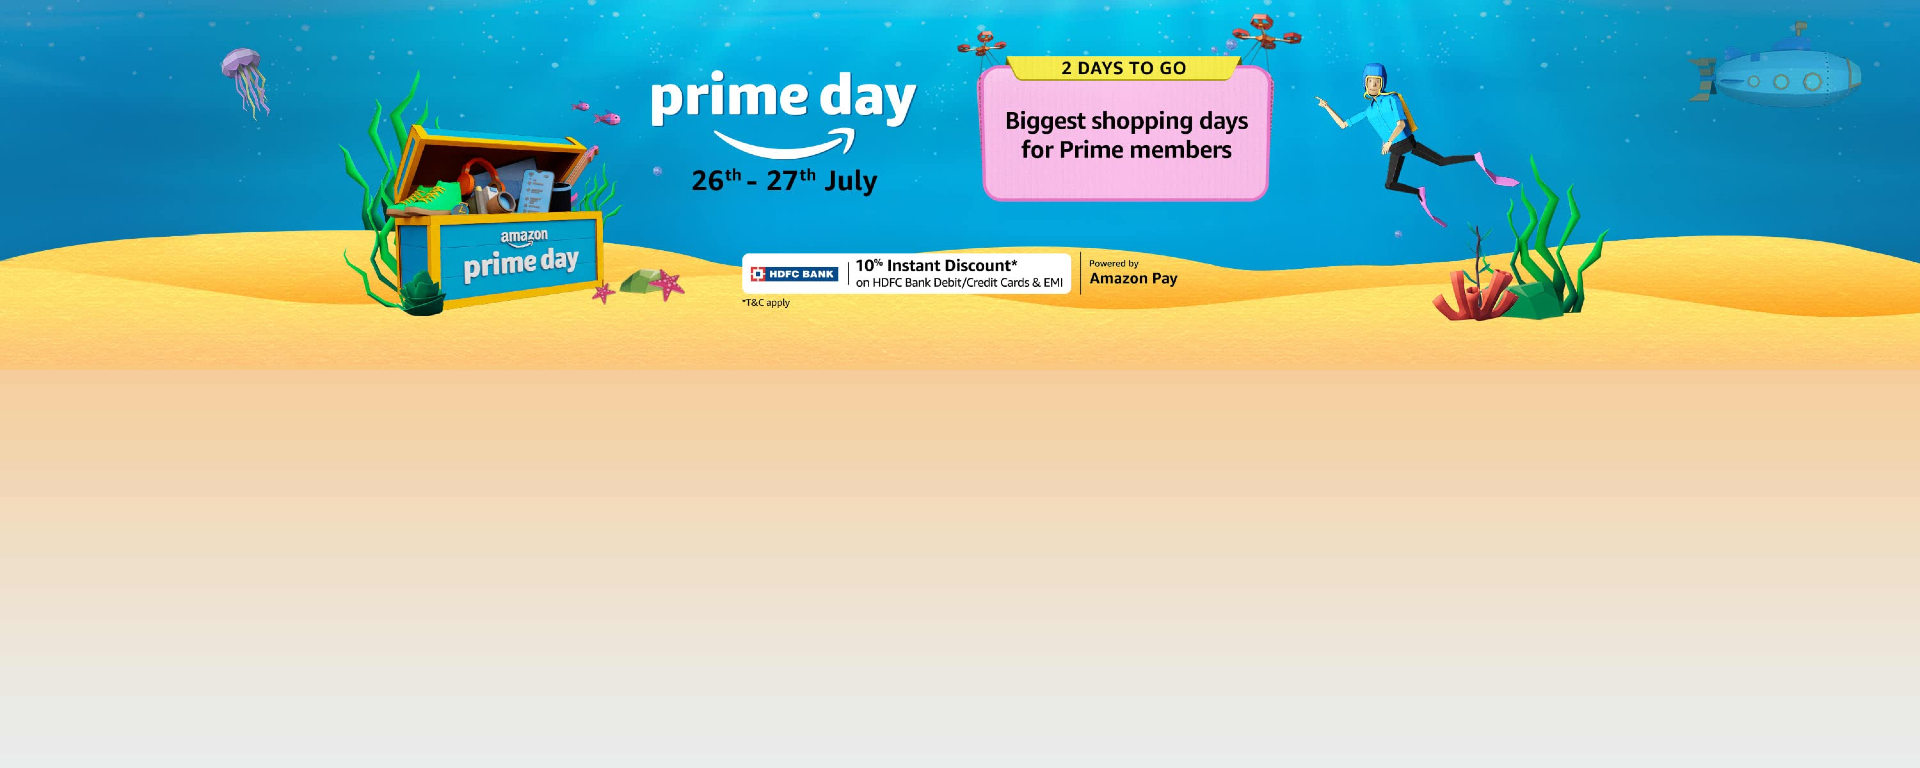 prime day
26th - 27th July
2 DAYS TO GO
Biggest shopping days
for Prime members
amazon
prime day
HDFC BANK
10% Instant Discount*
on HDFC Bank Debit/Credit Cards & EMI
*T&C apply
Powered by
Amazon Pay